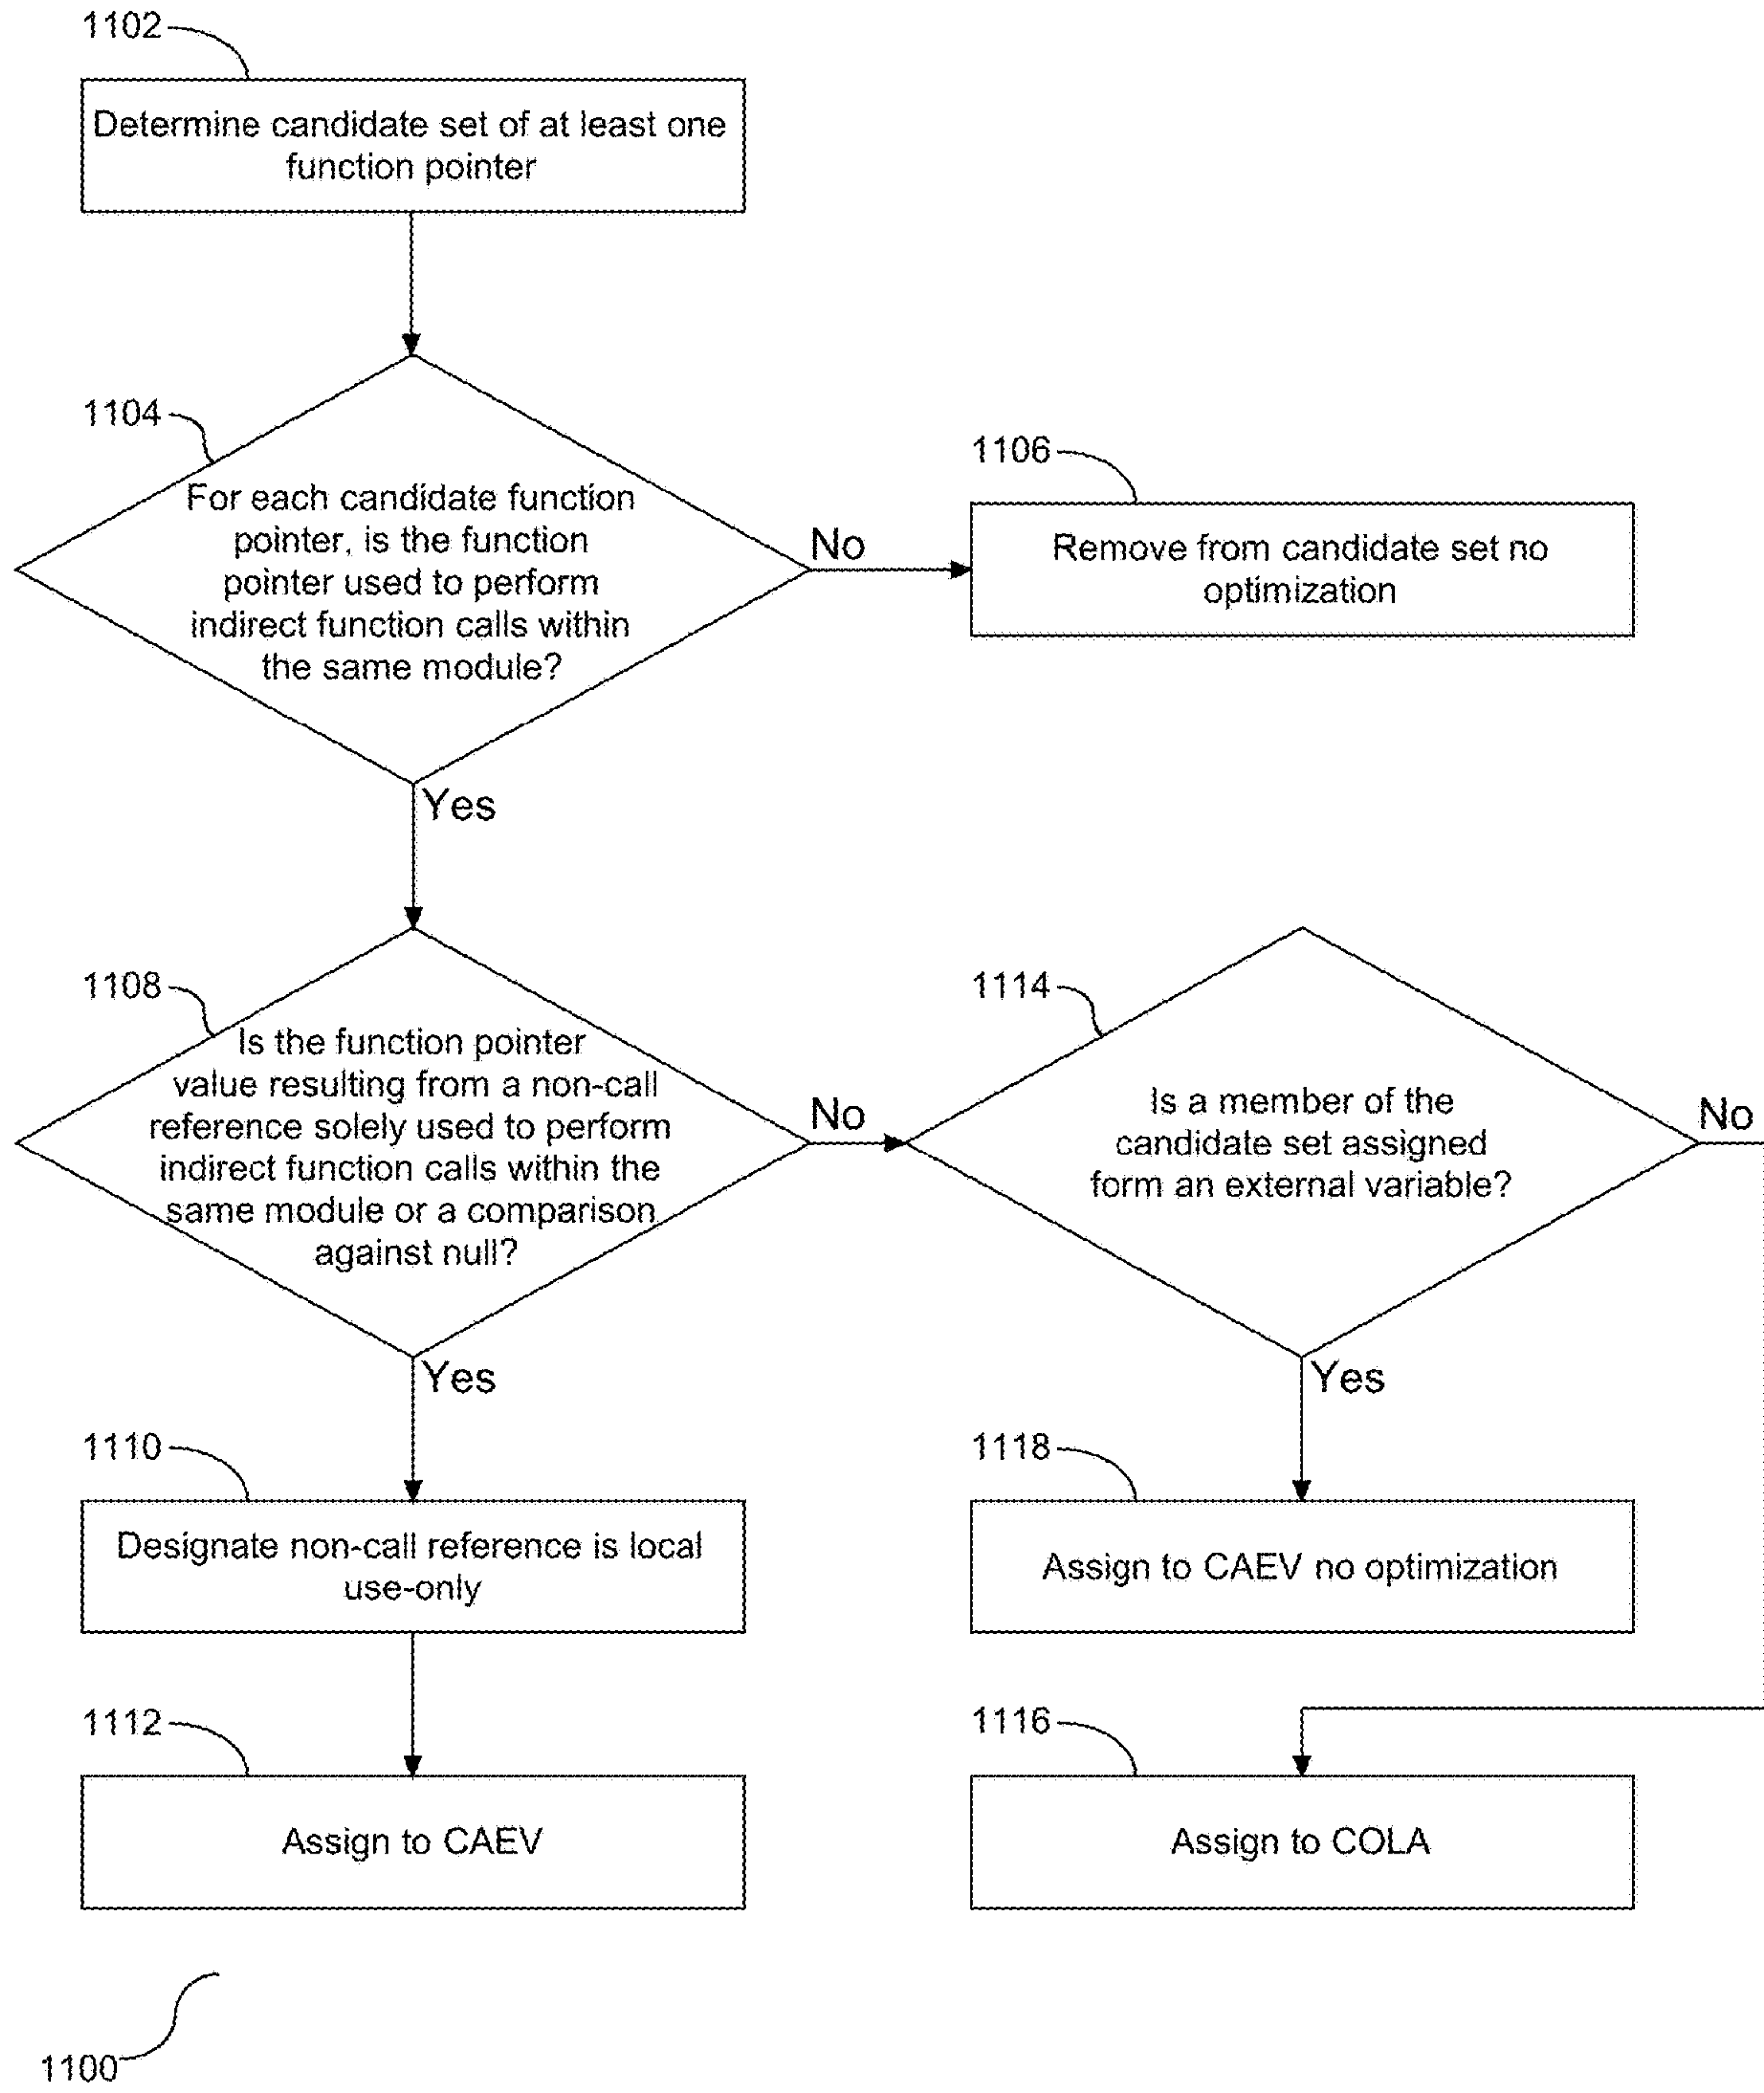 1102
Determine candidate set of at least one
function pointer
1104
For each candidate function
pointer, is the function
pointer used to perform
indirect function calls within
the same module?
No
1106
Remove from candidate set no
optimization
Yes
1108
Is the function pointer
value resulting from a non-call
reference solely used to perform
indirect function calls within the
same module or a comparison
against null?
No
1114
Is a member of the
candidate set assigned
form an external variable?
No
Yes
Yes
1110
Designate non-call reference is local
use-only
1118
Assign to CAEV no optimization
1112
Assign to CAEV
1116
Assign to COLA
1100